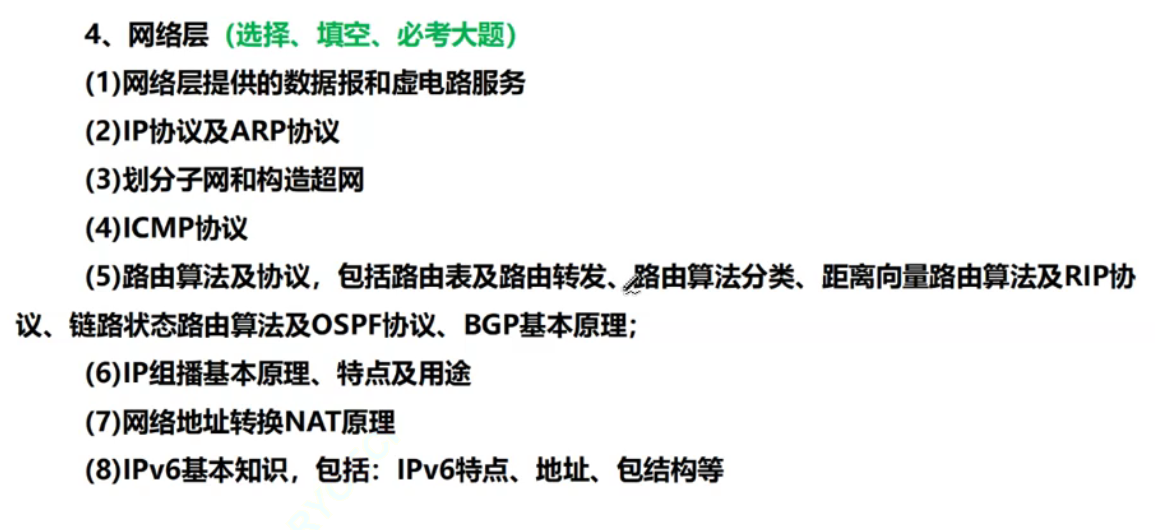 4、网络层（选择、填空、必考大题）
(1)网络层提供的数据报和虚电路服务
(2)IP协议及ARP协议
(3)划分子网和构造超网
(4)ICMP协议
(5)路由算法及协议，包括路由表及路由转发、路由算法分类、距离向量路由算法及RIP协
议、链路状态路由算法及OSPF协议、BGP基本原理；
(6)IP组播基本原理、特点及用途
(7)网络地址转换NAT原理
(8)IPv6基本知识，包括：IPv6特点、地址、包结构等